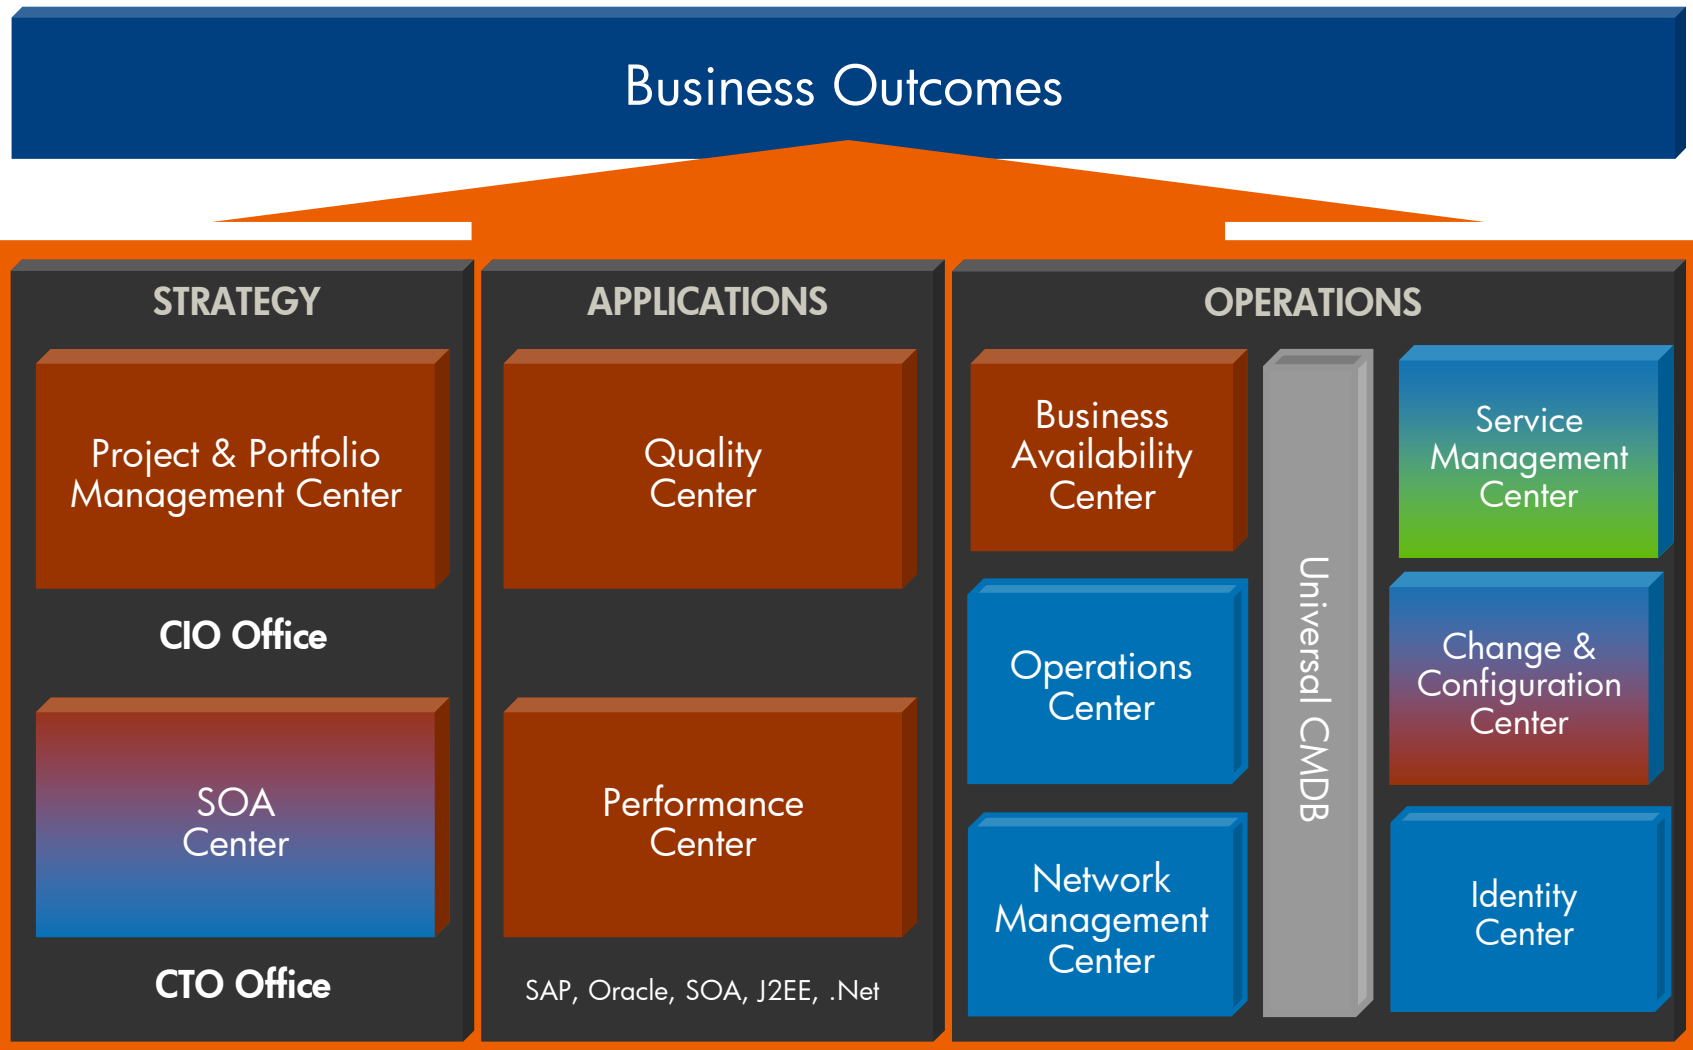 Business Outcomes
STRATEGY
Project & Portfolio
Management Center
CIO Office
SOA
Center
CTO Office
APPLICATIONS
Quality
Center
Performance
Center
SAP, Oracle, SOA, J2EE, .Net
OPERATIONS
Business
Availability
Center
Operations
Center
Network
Management
Center
Universal CMDB
Service
Management
Center
Change &
Configuration
Center
Identity
Center